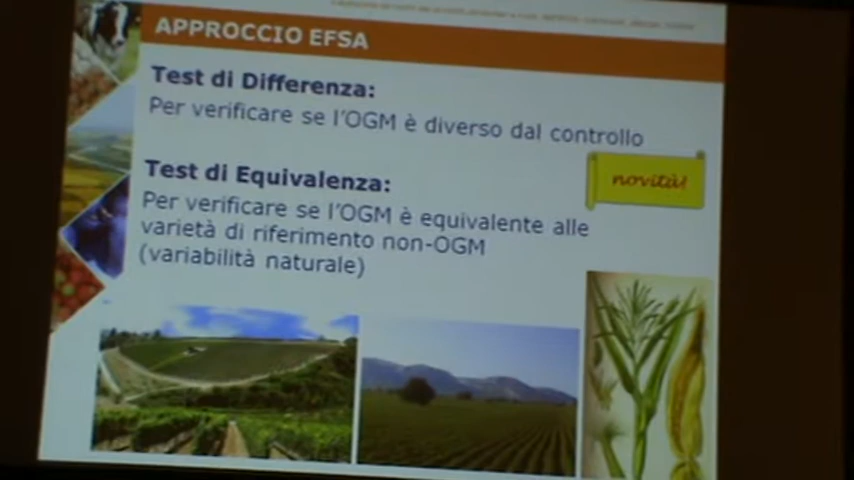 APPROCCIO EFSA
Test di Differenza:
Per verificare se l'OGM è diverso dal controllo
novità!
Test di Equivalenza:
Per verificare se l'OGM è equivalente alle
varietà di riferimento non-OGM
(variabilità naturale)